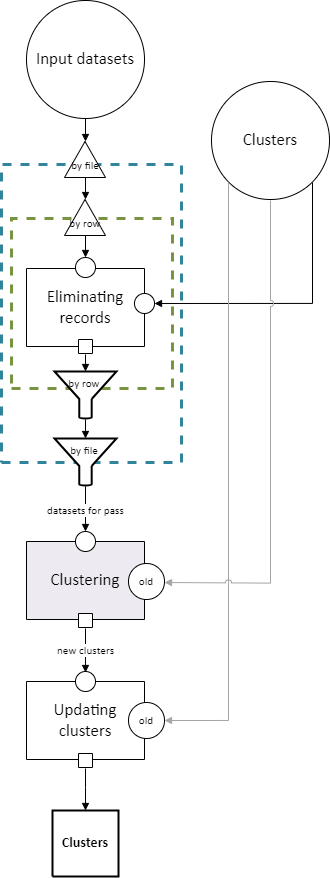 Input datasets
Clusters
by file
by row
Eliminating
records
by row
by file
datasets for pass
Clustering
old
new clusters
Updating
clusters
old
Clusters